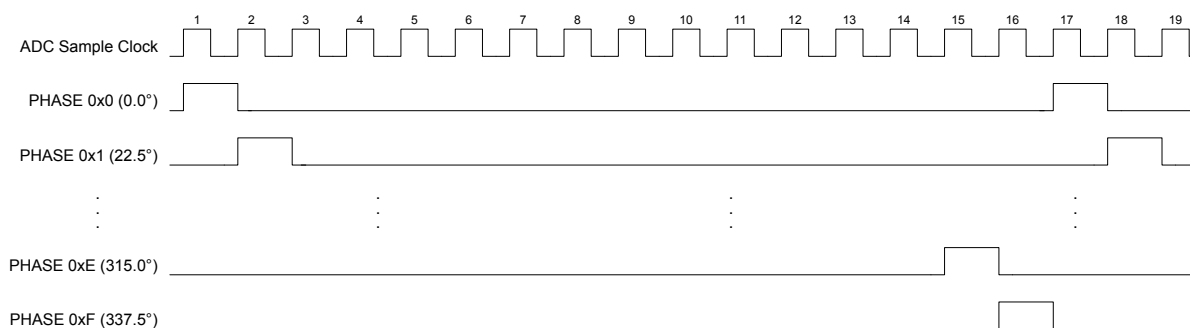 1 2 3 4 5 6 7 8 9 10 11 12 13 14 15 16 17 18 19
ADC Sample Clock
PHASE 0x0 (0.0°)
PHASE 0x1 (22.5°)
PHASE 0xE (315.0°)
PHASE 0xF (337.5°)